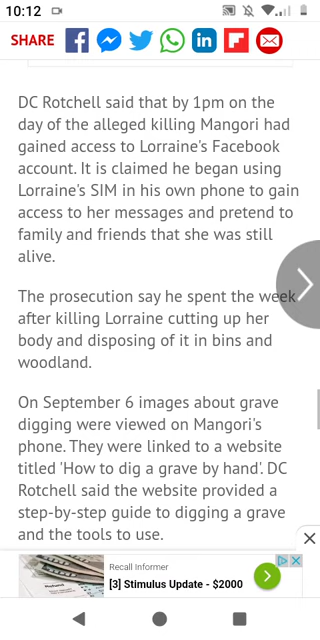 10:12
SHARE
DC Rotchell said that by 1pm on the
day of the alleged killing Mangori had
gained access to Lorraine's Facebook
account. It is claimed he began using
Lorraine's SIM in his own phone to gain
access to her messages and pretend to
family and friends that she was still
alive.
The prosecution say he spent the week
after killing Lorraine cutting up her
body and disposing of it in bins and
woodland.
On September 6 images about grave
digging were viewed on Mangori's
phone. They were linked to a website
titled 'How to dig a grave by hand'. DC
Rotchell said the website provided a
step-by-step guide to digging a grave
and the tools to use.
Recall Informer
[3] Stimulus Update - $2000